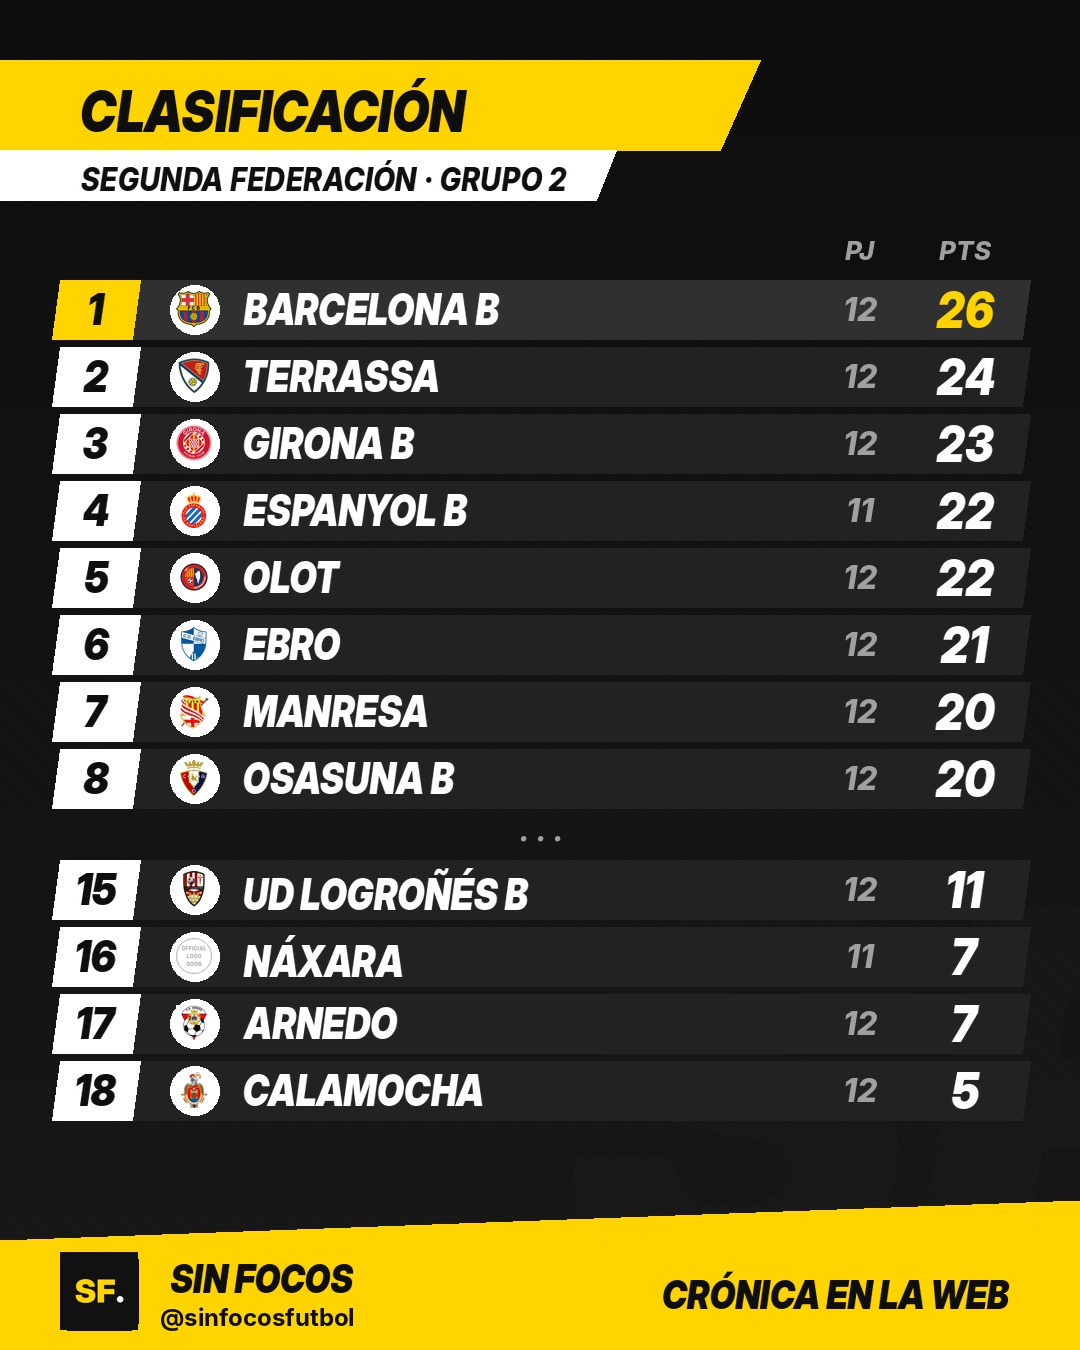 CLASIFICACIÓN
SEGUNDA FEDERACIÓN · GRUPO 2
PJ PTS
1 BARCELONA B 12 26
2 TERRASSA 12 24
3 GIRONA B 12 23
4 ESPANYOL B 11 22
5 OLOT 12 22
6 EBRO 12 21
7 MANRESA 12 20
8 OSASUNA B 12 20
...
15 UD LOGROÑÉS B 12 11
16 OFFICIAL LOGO SOON NÁXARA 11 7
17 ARNEDO 12 7
18 CALAMOCHA 12 5
SF. SIN FOCOS
@sinfocosfutbol
CRÓNICA EN LA WEB